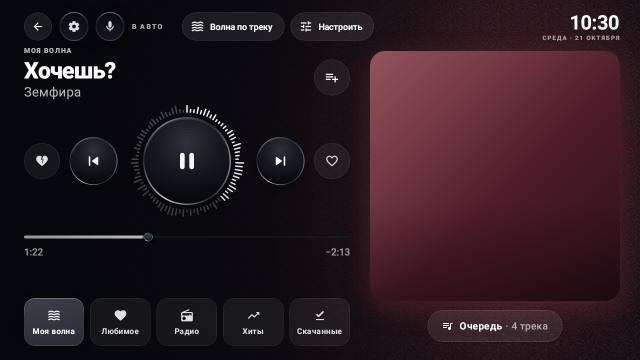 В АВТО
Волна по треку
Настроить
10:30
СРЕДА · 21 ОКТЯБРЯ
МОЯ ВОЛНА
Хочешь?
Земфира
1:22
−2:13
Моя волна
Любимое
Радио
Хиты
Скачанные
Очередь · 4 трека